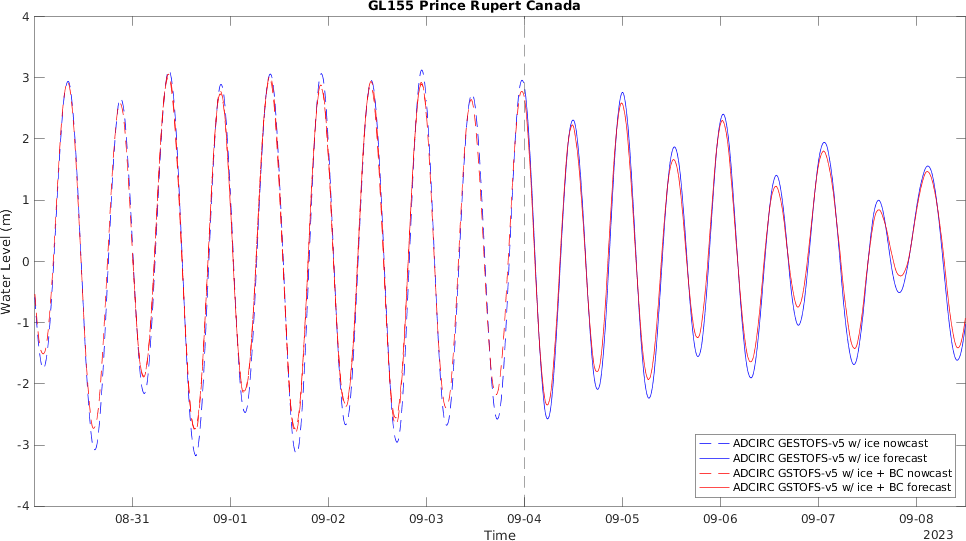 GL155 Prince Rupert Canada
4
3
2
1
0
-1
-2
-3
-4
Water Level (m)
08-31 09-01 09-02 09-03 09-04 09-05 09-06 09-07 09-08
Time
2023
ADCIRC GESTOFS-v5 w/ ice nowcast
ADCIRC GESTOFS-v5 w/ ice forecast
ADCIRC GSTOFS-v5 w/ ice + BC nowcast
ADCIRC GSTOFS-v5 w/ ice + BC forecast